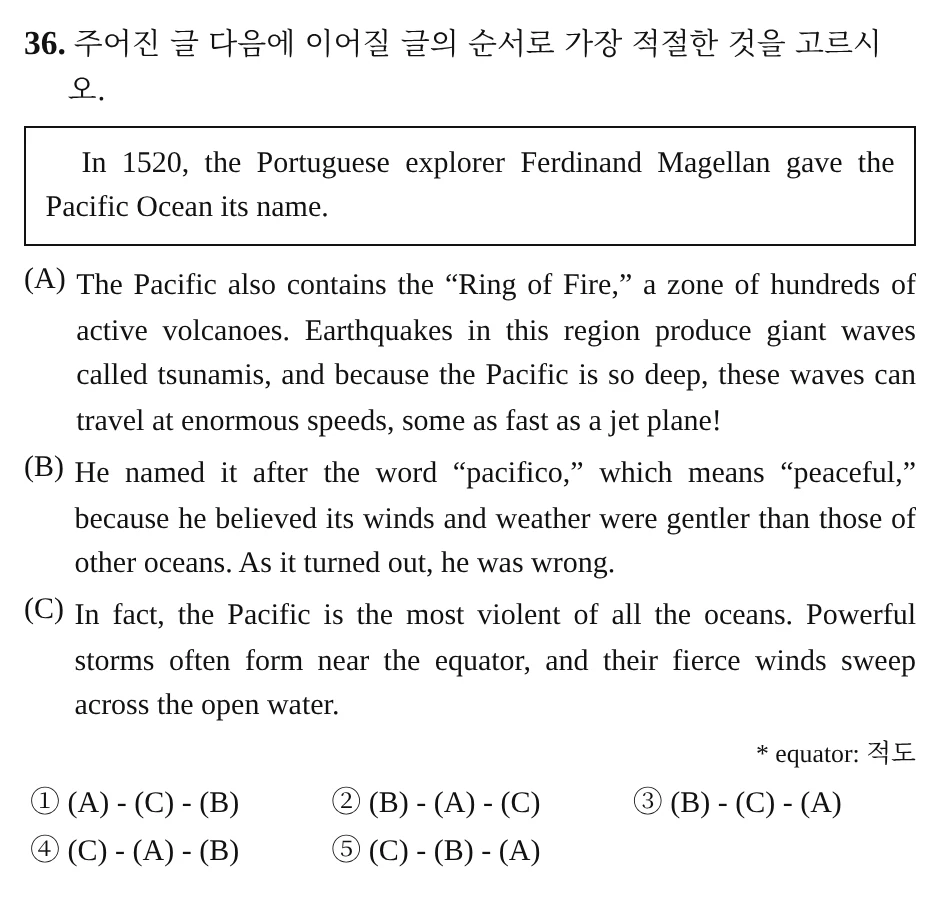 36. 주어진 글 다음에 이어질 글의 순서로 가장 적절한 것을 고르시
오.
In 1520, the Portuguese explorer Ferdinand Magellan gave the
Pacific Ocean its name.
(A) The Pacific also contains the “Ring of Fire,” a zone of hundreds of
active volcanoes. Earthquakes in this region produce giant waves
called tsunamis, and because the Pacific is so deep, these waves can
travel at enormous speeds, some as fast as a jet plane!
(B) He named it after the word “pacifico,” which means “peaceful,”
because he believed its winds and weather were gentler than those of
other oceans. As it turned out, he was wrong.
(C) In fact, the Pacific is the most violent of all the oceans. Powerful
storms often form near the equator, and their fierce winds sweep
across the open water.
* equator: 적도
① (A) - (C) - (B) ② (B) - (A) - (C) ③ (B) - (C) - (A)
④ (C) - (A) - (B) ⑤ (C) - (B) - (A)